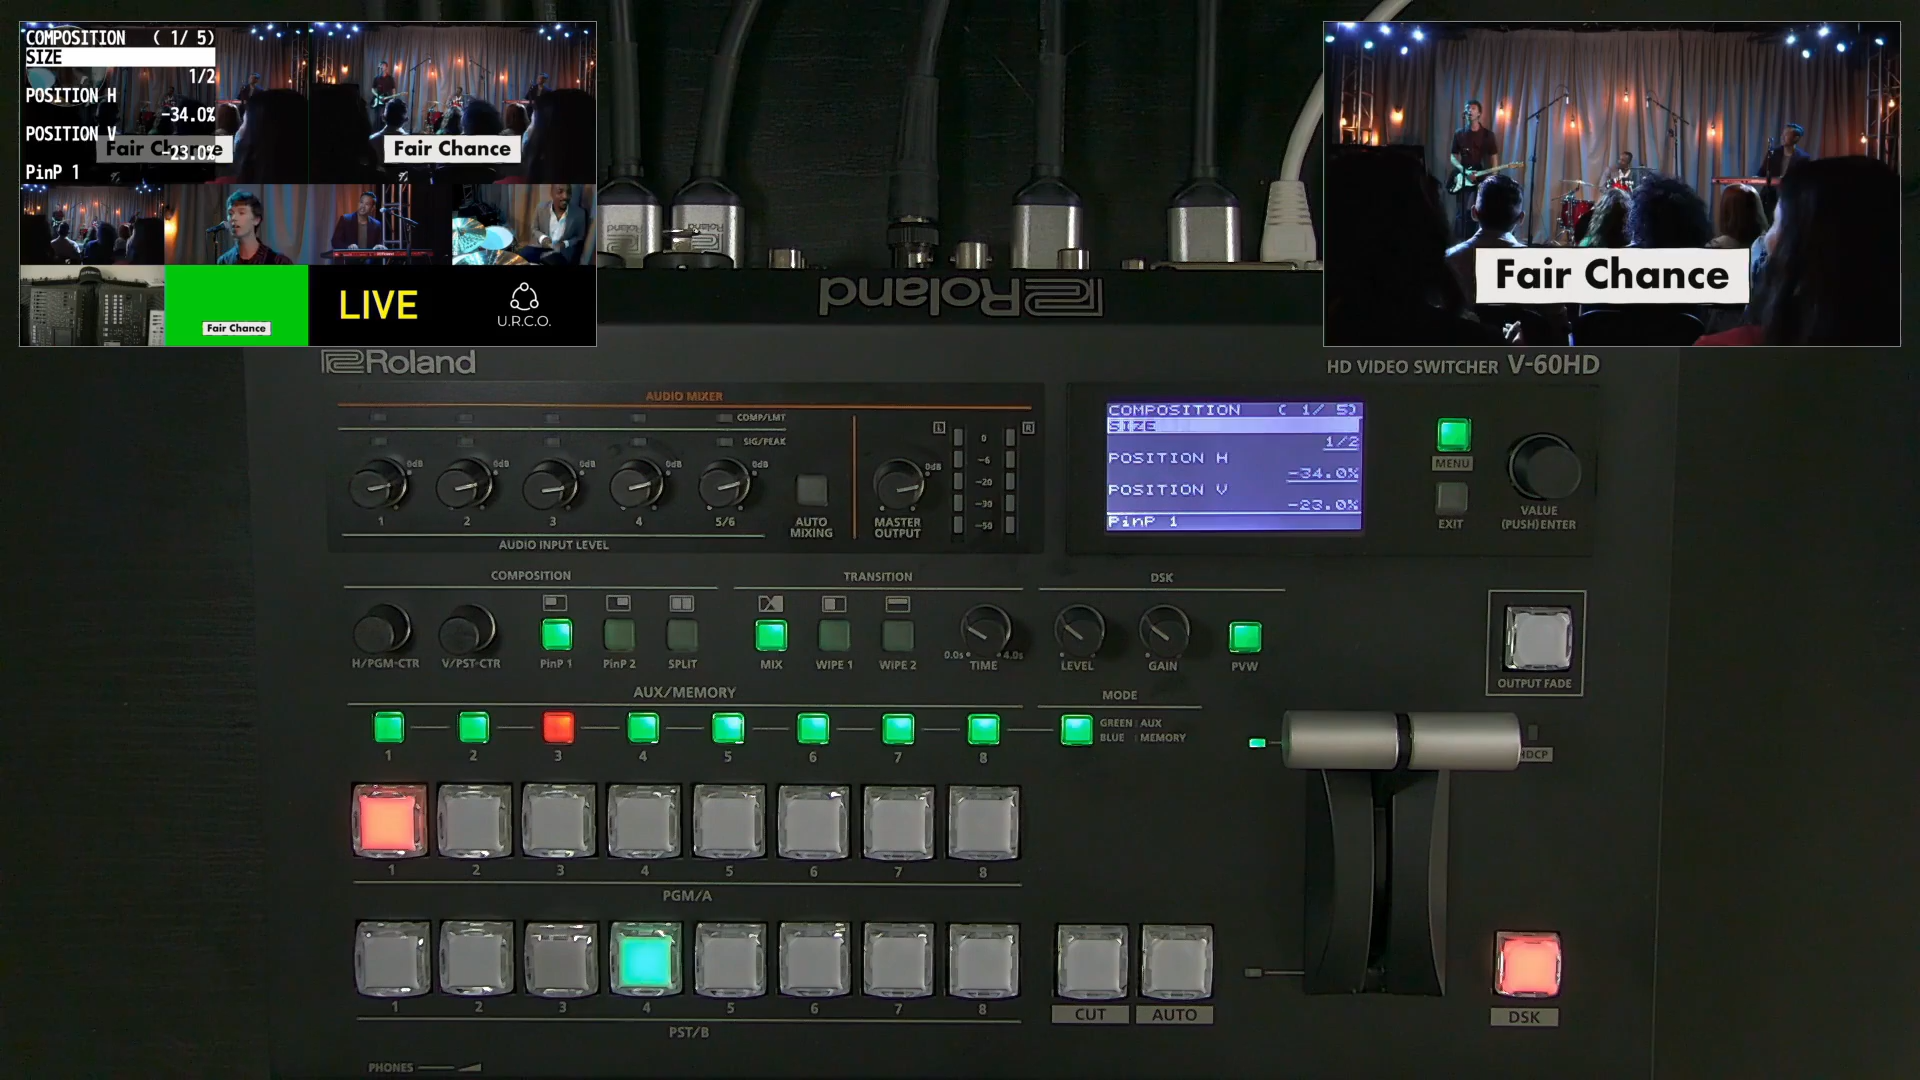 COMPOSITION ( 1/ 5)
SIZE
1/2
POSITION H
-34.0%
POSITION V
-23.0%
PinP 1
Fair Chance
Fair Chance
Fair Chance
LIVE
U.R.C.O.
Fair Chance
Roland
Roland
Roland
Roland
HD VIDEO SWITCHER V-60HD
AUDIO MIXER
COMP/LMT
SIG/PEAK
0dB 0dB 0dB 0dB 0dB
1 2 3 4 5/6
AUDIO INPUT LEVEL
AUTO MIXING
0dB
MASTER OUTPUT
L R
0
-6
-20
-30
-50
COMPOSITION ( 1/ 5)
SIZE
1/2
POSITION H
-34.0%
POSITION V
-23.0%
PinP 1
MENU
EXIT
VALUE
(PUSH)ENTER
COMPOSITION
H/PGM-CTR V/PST-CTR PinP 1 PinP 2 SPLIT
TRANSITION
MIX WIPE 1 WIPE 2
0.0s 4.0s
TIME
DSK
LEVEL GAIN PVW
OUTPUT FADE
AUX/MEMORY
1 2 3 4 5 6 7 8
MODE
GREEN : AUX
BLUE : MEMORY
HDCP
1 2 3 4 5 6 7 8
PGM/A
1 2 3 4 5 6 7 8
PST/B
CUT AUTO
DSK
PHONES